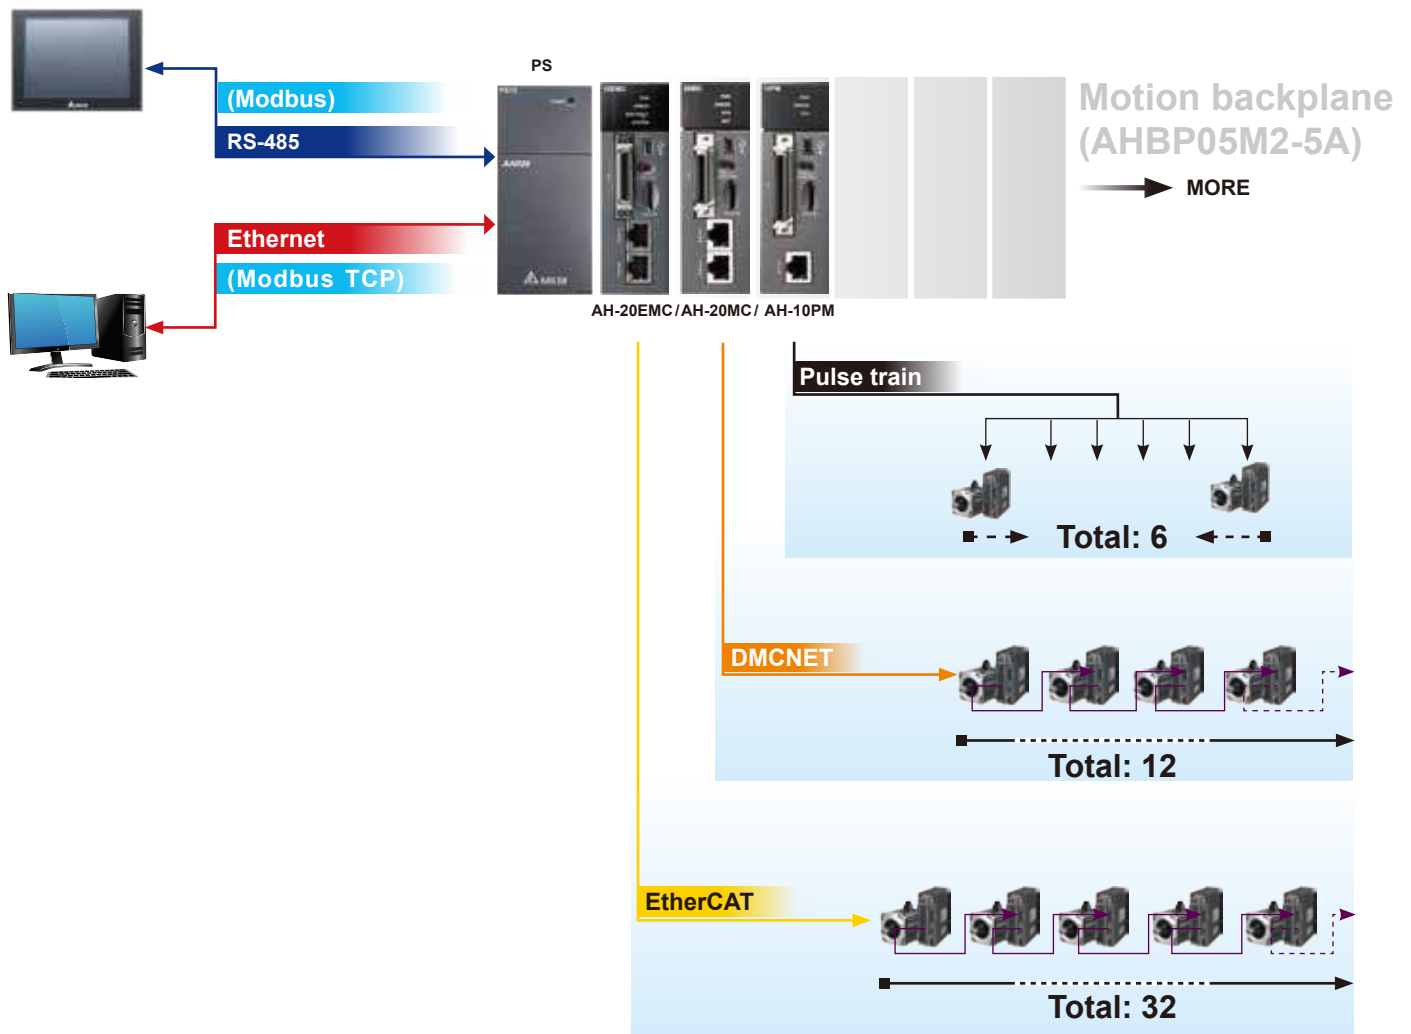 PS
(Modbus)
RS-485
Ethernet
(Modbus TCP)
Motion backplane
(AHBP05M2-5A)
MORE
AH-20EMC / AH-20MC / AH-10PM
Pulse train
Total: 6
DMCNET
Total: 12
EtherCAT
Total: 32